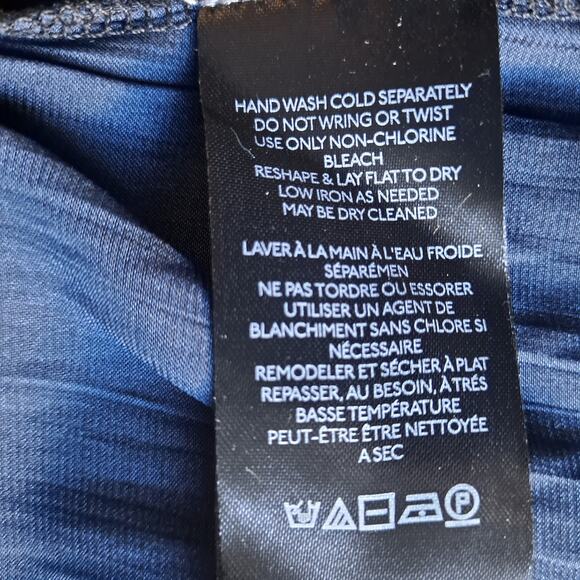 HAND WASH COLD SEPARATELY
DO NOT WRING OR TWIST
USE ONLY NON-CHLORINE
BLEACH
RESHAPE & LAY FLAT TO DRY
LOW IRON AS NEEDED
MAY BE DRY CLEANED
LAVER À LA MAIN À L'EAU FROIDE
SÉPARÉMEN
NE PAS TORDRE OU ESSORER
UTILISER UN AGENT DE
BLANCHIMENT SANS CHLORE SI
NÉCESSAIRE
REMODELER ET SÉCHER À PLAT
REPASSER, AU BESOIN, À TRÉS
BASSE TEMPÉRATURE
PEUT-ÊTRE ÊTRE NETTOYÉE
A SEC
P